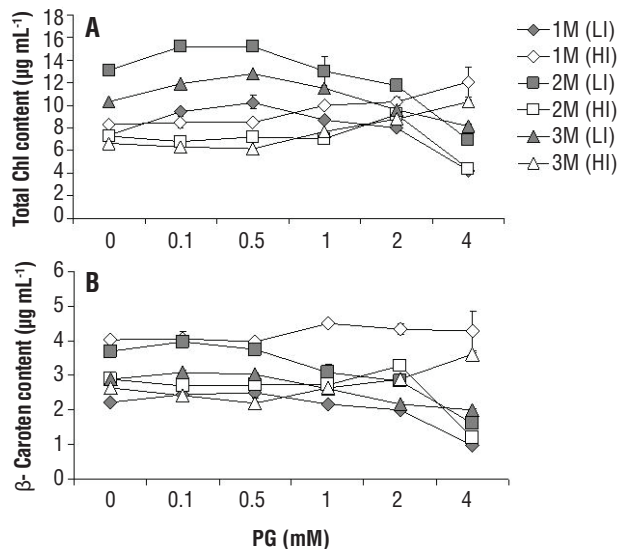 A
Total Chl content (µg mL-1)
18
16
14
12
10
8
6
4
2
0
0 0.1 0.5 1 2 4
1M (LI)
1M (HI)
2M (LI)
2M (HI)
3M (LI)
3M (HI)
B
β- Caroten content (µg mL-1)
6
5
4
3
2
1
0
0 0.1 0.5 1 2 4
PG (mM)